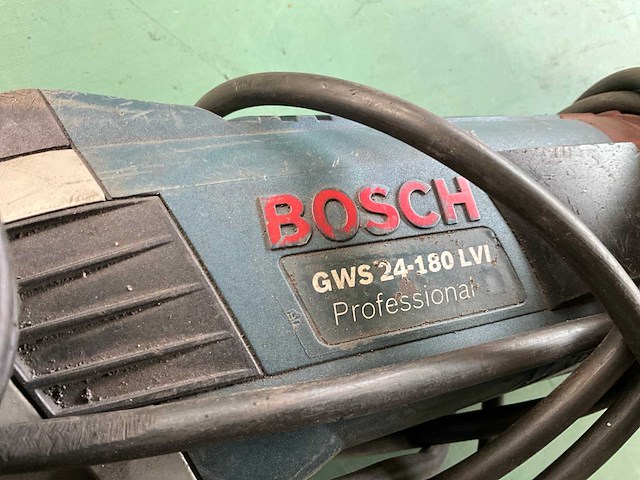 BOSCH
GWS 24-180 LVI
Professional